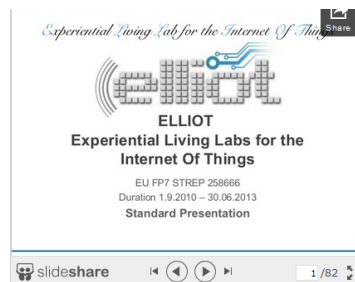 Experiential Living Lab for the Internet Of Things
Share
elliot
ELLIOT
Experiential Living Labs for the
Internet Of Things
EU FP7 STREP 258666
Duration 1.9.2010 – 30.06.2013
Standard Presentation
slideshare
1 /82